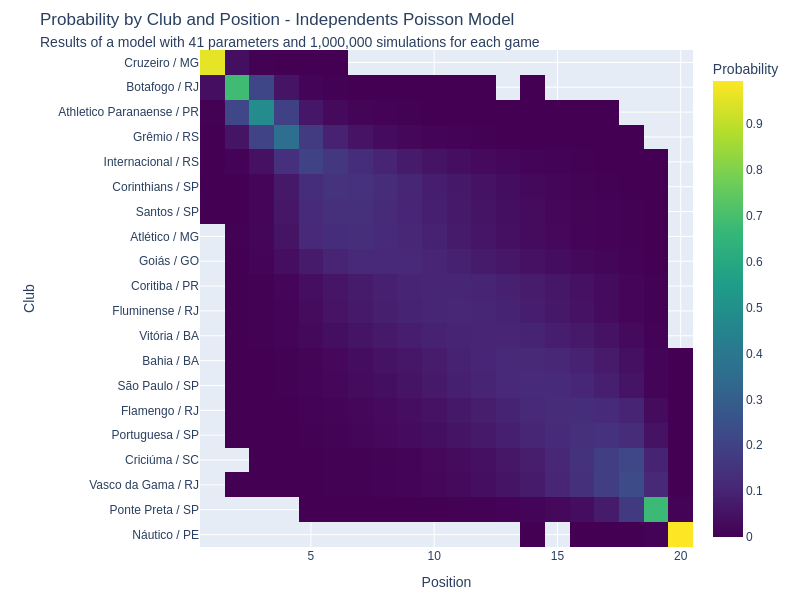 Probability by Club and Position - Independents Poisson Model
Results of a model with 41 parameters and 1,000,000 simulations for each game
Cruzeiro / MG
Botafogo / RJ
Athletico Paranaense / PR
Grêmio / RS
Internacional / RS
Corinthians / SP
Santos / SP
Atlético / MG
Goiás / GO
Coritiba / PR
Fluminense / RJ
Vitória / BA
Bahia / BA
São Paulo / SP
Flamengo / RJ
Portuguesa / SP
Criciúma / SC
Vasco da Gama / RJ
Ponte Preta / SP
Náutico / PE
Club
5
10
15
20
Position
Probability
0.9
0.8
0.7
0.6
0.5
0.4
0.3
0.2
0.1
0